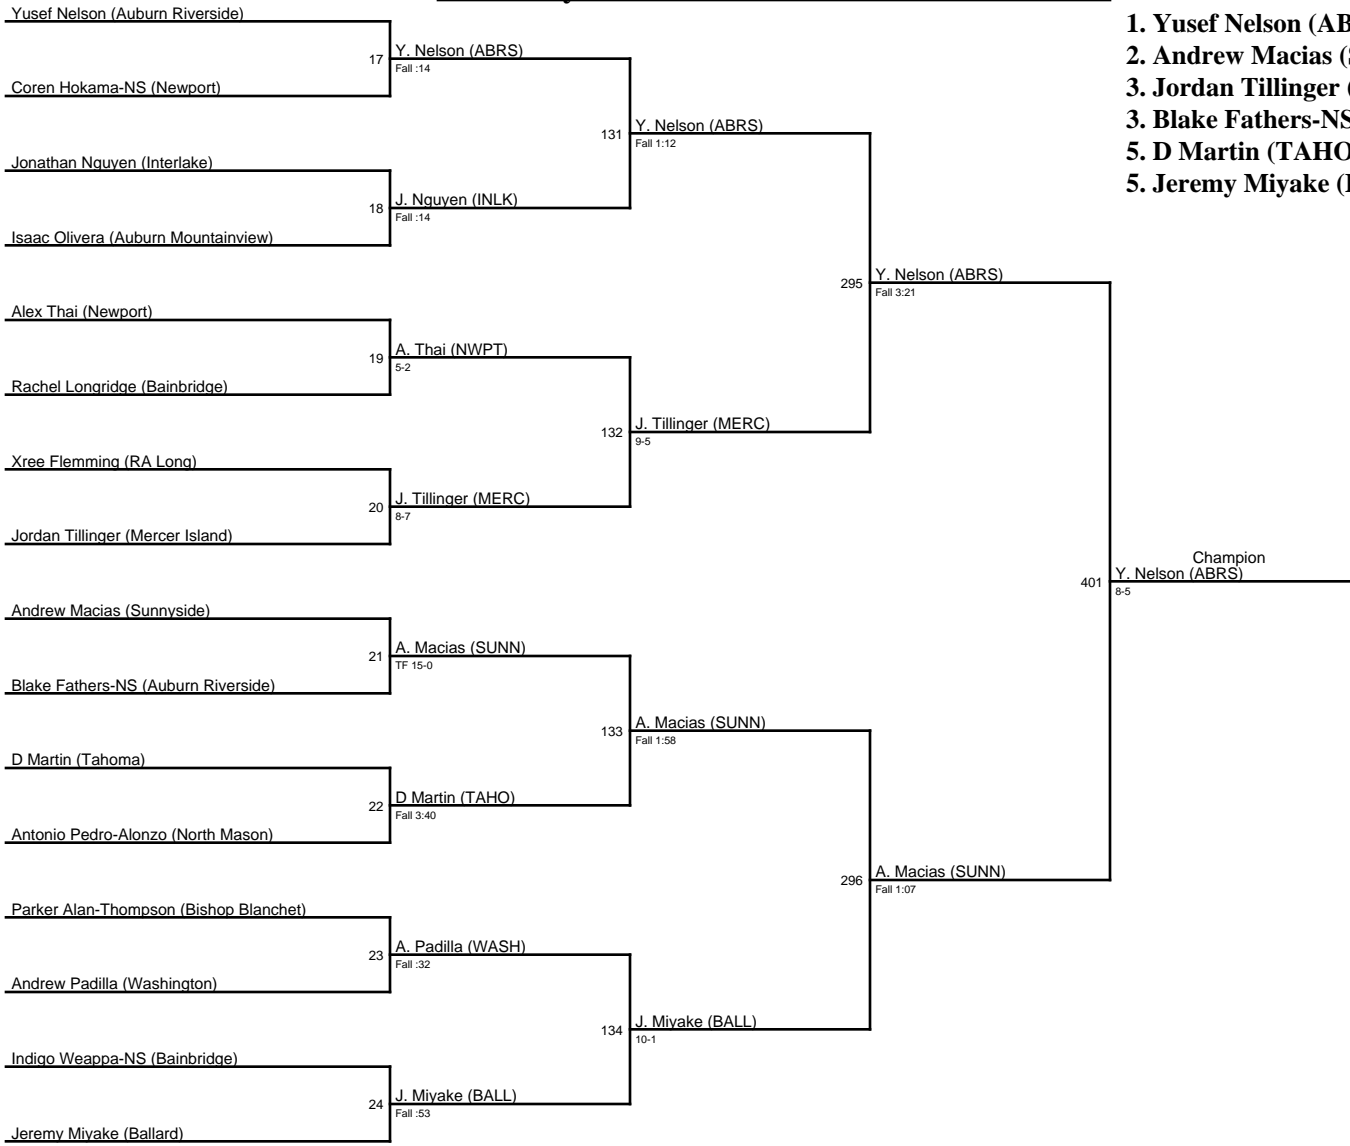 Yusef Nelson (Auburn Riverside)
1. Yusef Nelson (AB
17 Y. Nelson (ABRS)
Fall :14
2. Andrew Macias (
Coren Hokama-NS (Newport)
3. Jordan Tillinger (
3. Blake Fathers-NS
131 Y. Nelson (ABRS)
Fall 1:12
5. D Martin (TAHO
Jonathan Nguyen (Interlake)
5. Jeremy Miyake (
18 J. Nguyen (INLK)
Fall :14
Isaac Olivera (Auburn Mountainview)
295 Y. Nelson (ABRS)
Fall 3:21
Alex Thai (Newport)
19 A. Thai (NWPT)
5-2
Rachel Longridge (Bainbridge)
132 J. Tillinger (MERC)
9-5
Xree Flemming (RA Long)
20 J. Tillinger (MERC)
8-7
Jordan Tillinger (Mercer Island)
Champion
401 Y. Nelson (ABRS)
8-5
Andrew Macias (Sunnyside)
21 A. Macias (SUNN)
TF 15-0
Blake Fathers-NS (Auburn Riverside)
133 A. Macias (SUNN)
Fall 1:58
D Martin (Tahoma)
22 D Martin (TAHO)
Fall 3:40
Antonio Pedro-Alonzo (North Mason)
296 A. Macias (SUNN)
Fall 1:07
Parker Alan-Thompson (Bishop Blanchet)
23 A. Padilla (WASH)
Fall :32
Andrew Padilla (Washington)
134 J. Miyake (BALL)
10-1
Indigo Weappa-NS (Bainbridge)
24 J. Miyake (BALL)
Fall :53
Jeremy Miyake (Ballard)